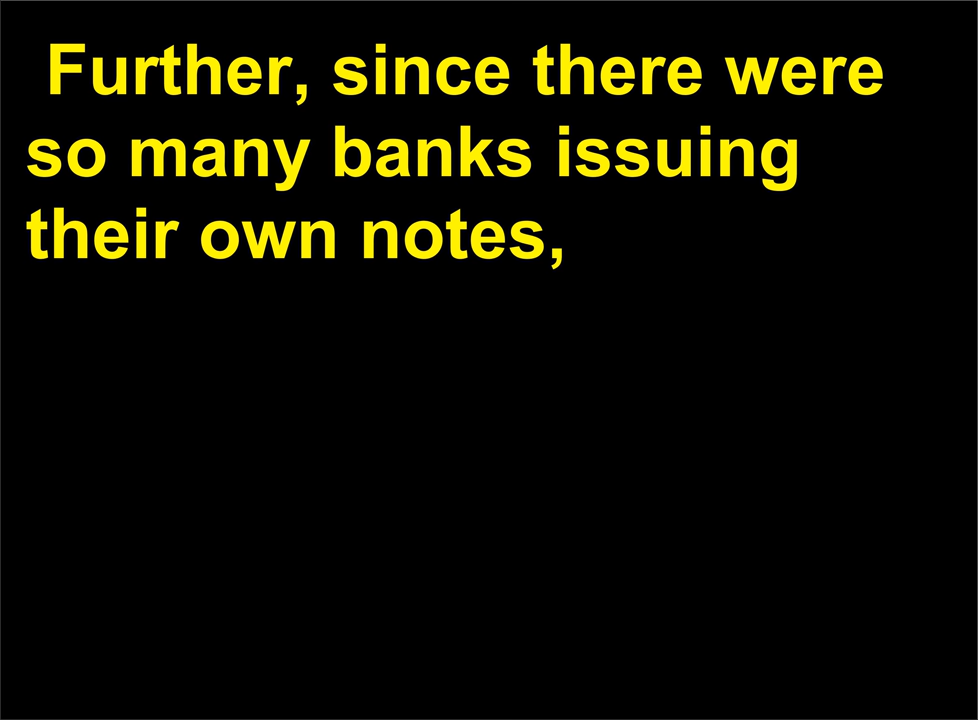 Further, since there were
so many banks issuing
their own notes,